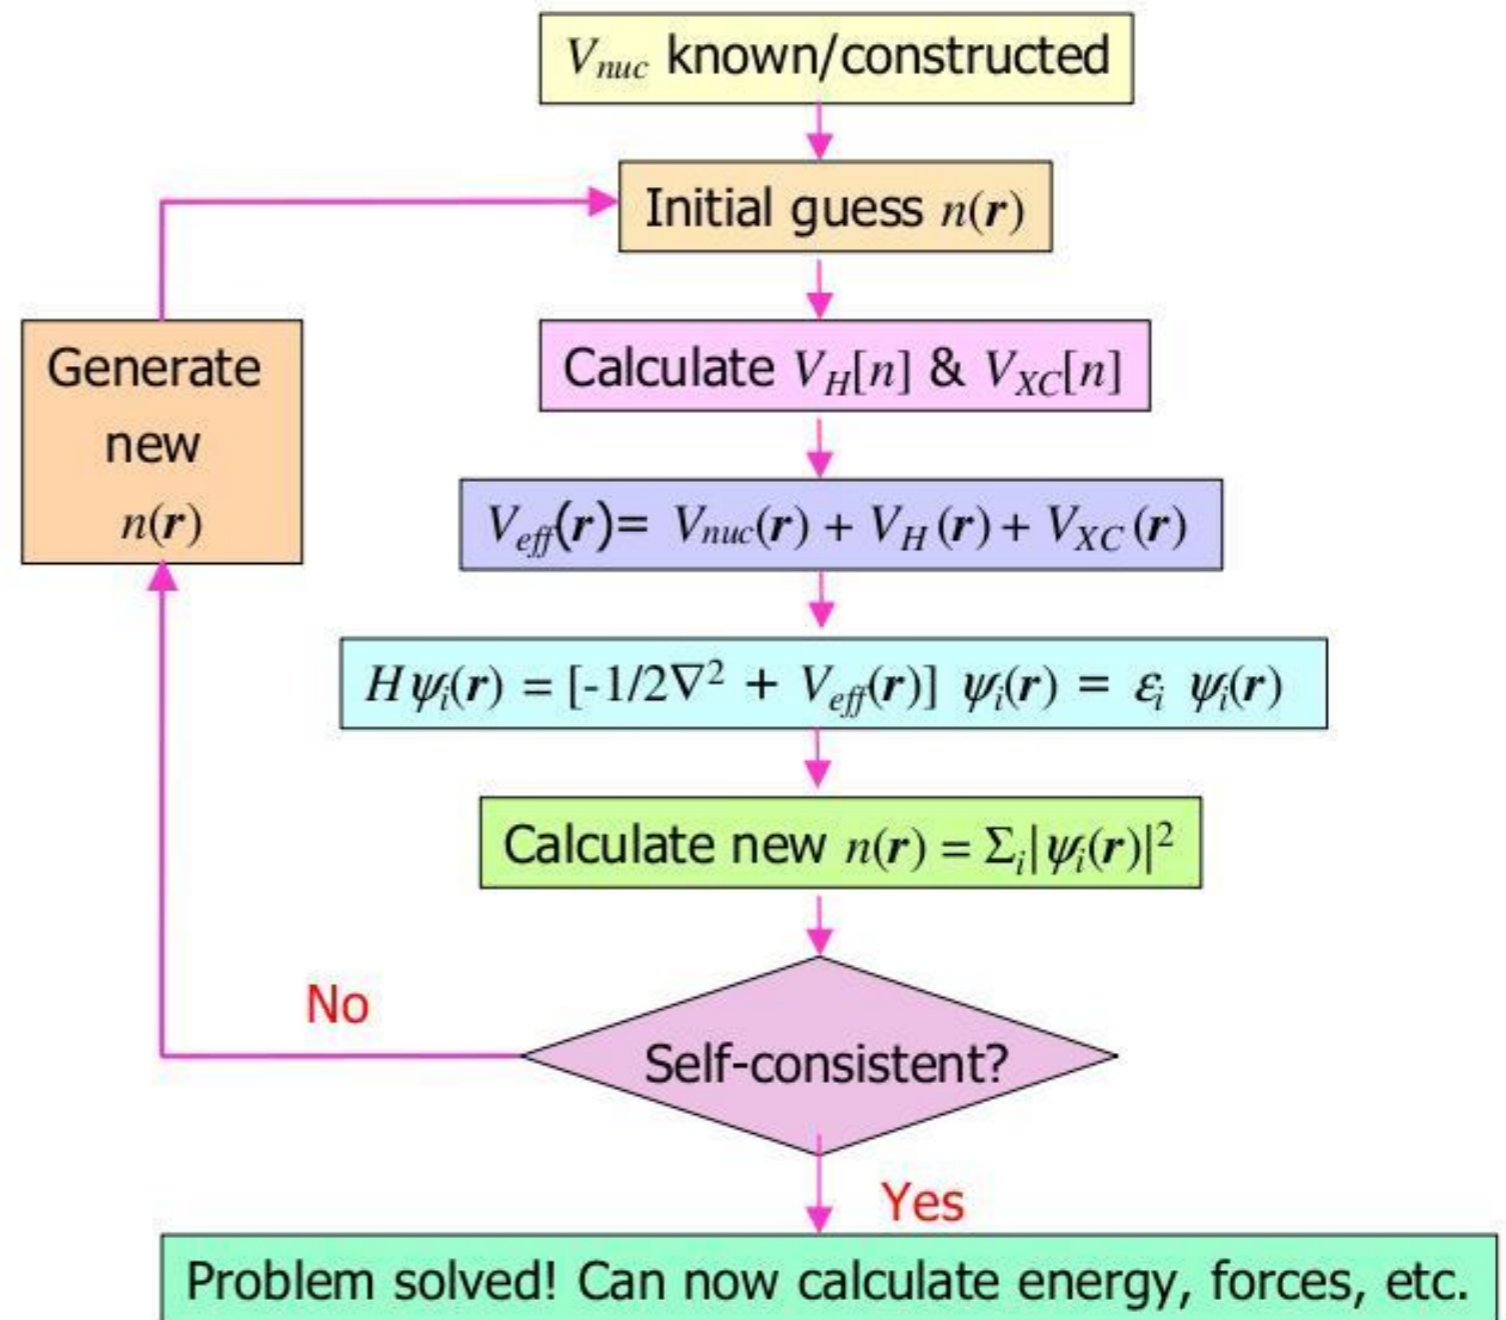 V_nuc known/constructed
Initial guess n(r)
Generate
new
n(r)
Calculate V_H[n] & V_XC[n]
V_eff(r)= V_nuc(r) + V_H(r) + V_XC(r)
Hψ_i(r) = [-1/2∇² + V_eff(r)] ψ_i(r) = ε_i ψ_i(r)
Calculate new n(r) = Σ_i|ψ_i(r)|²
Self-consistent?
No
Yes
Problem solved! Can now calculate energy, forces, etc.